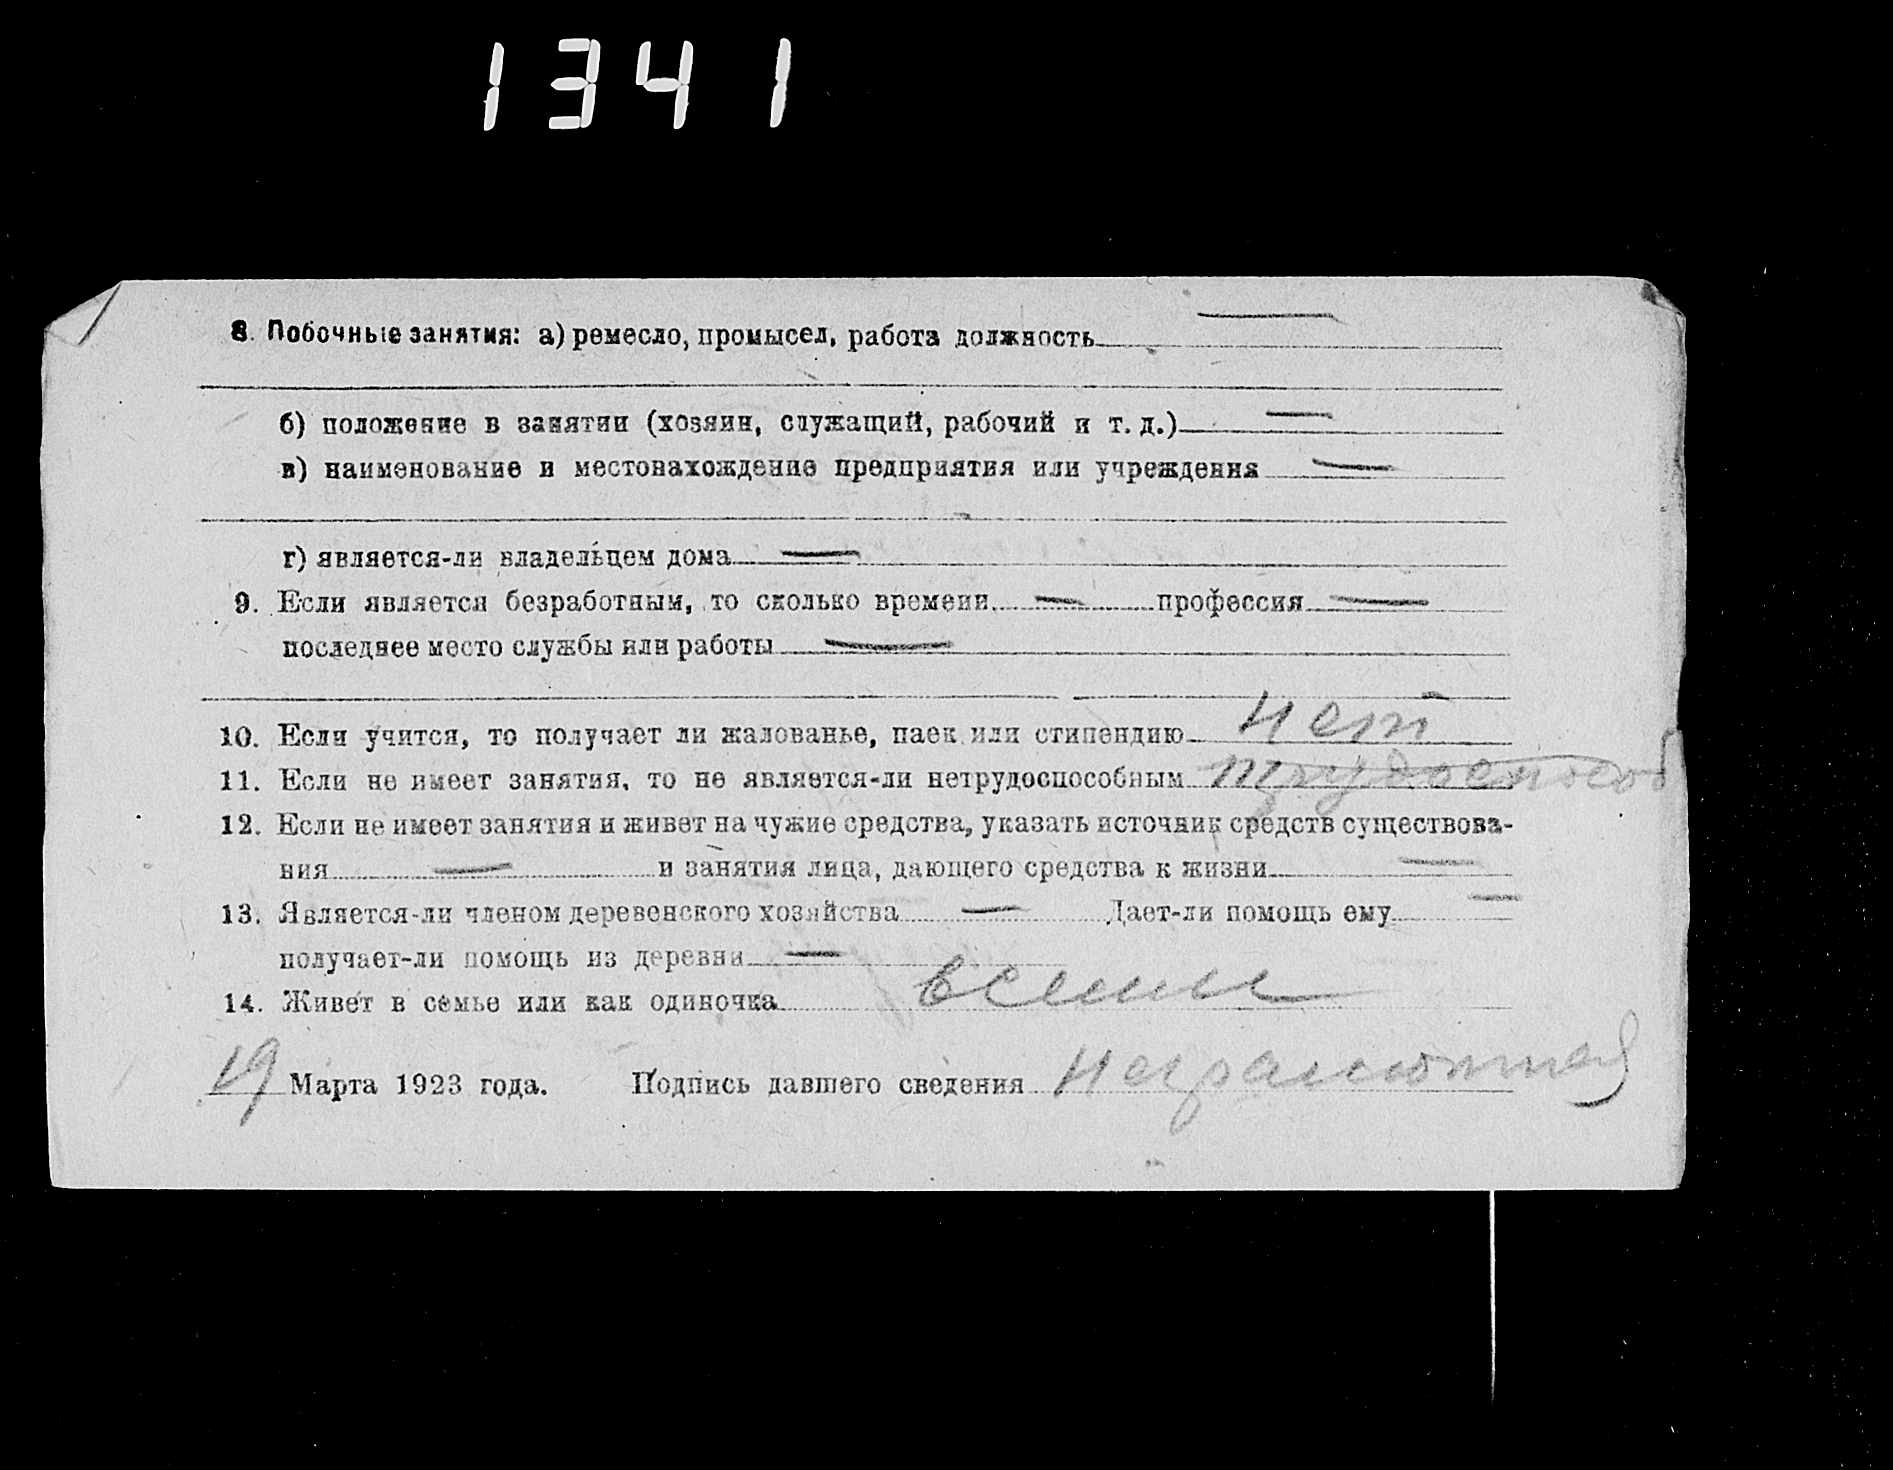 1341
8. Побочные занятия: а) ремесло, промысел, работа должность —
б) положение в занятии (хозяин, служащий, рабочий и т. д.) —
в) наименование и местонахождение предприятия или учреждения —
г) является-ли владельцем дома —
9. Если является безработным, то сколько времени — профессия —
последнее место службы или работы —
10. Если учится, то получает ли жалованье, паек или стипендию нет
11. Если не имеет занятия, то не является-ли нетрудоспособным трудоспособ
12. Если не имеет занятия и живет на чужие средства, указать источник средств существова-
ния — и занятия лица, дающего средства к жизни —
13. Является-ли членом деревенского хозяйства — Дает-ли помощь ему —
получает-ли помощь из деревни —
14. Живет в семье или как одиночка
19 Марта 1923 года. Подпись давшего сведения